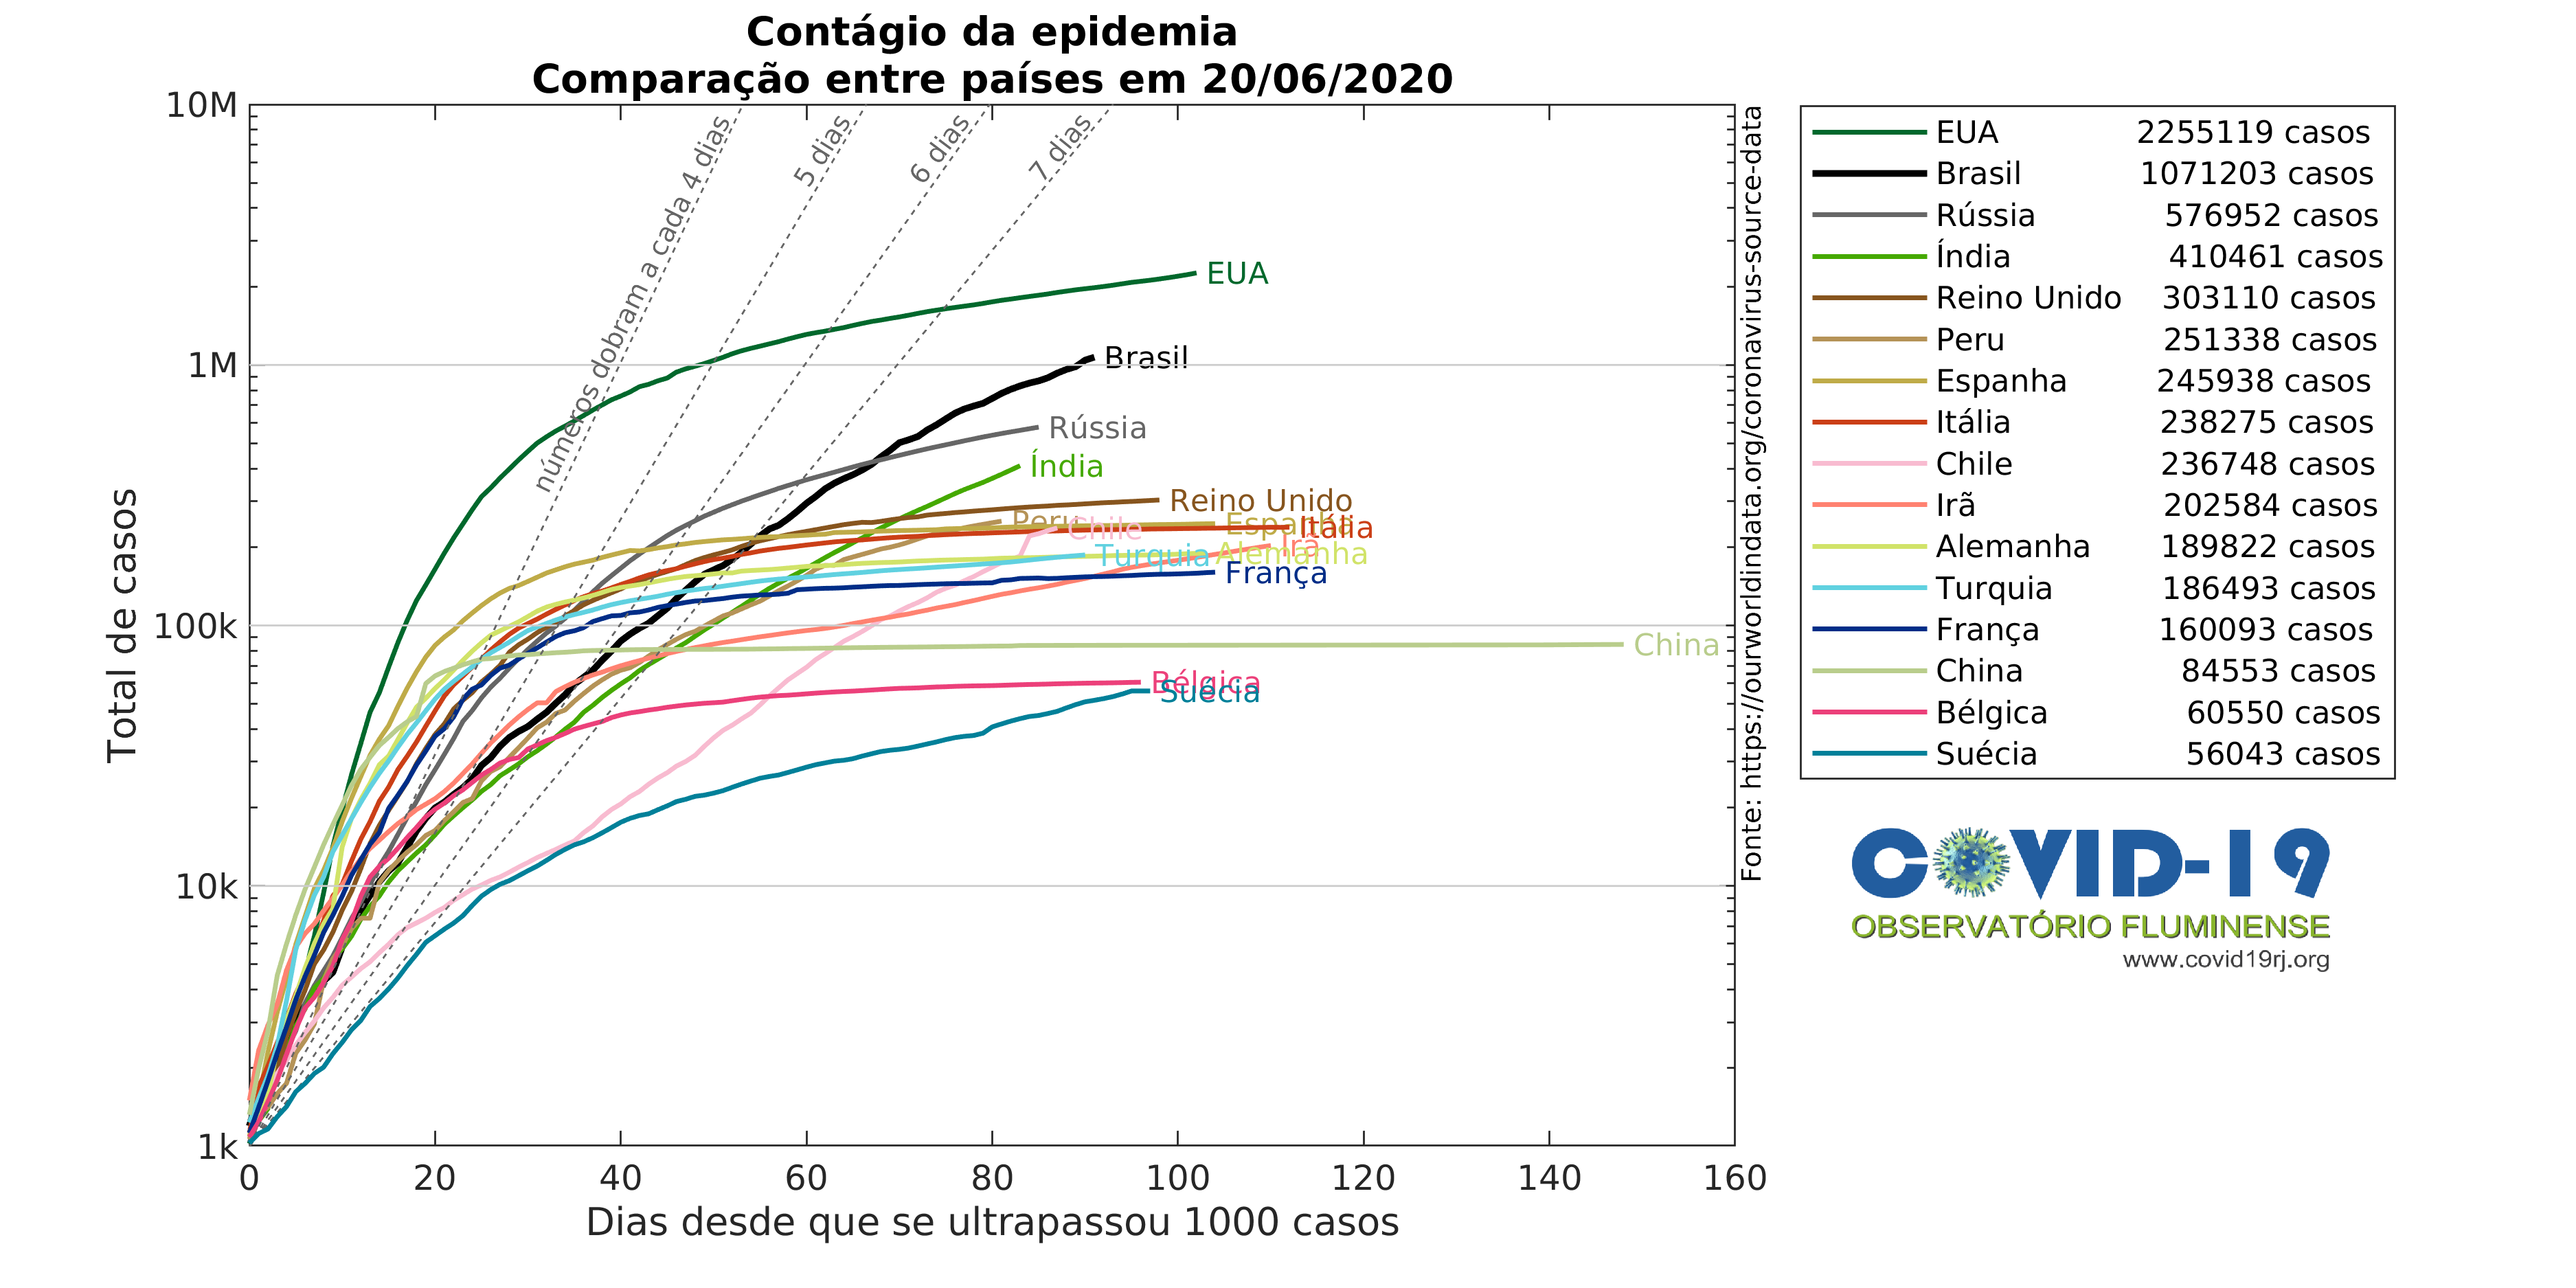 Contágio da epidemia
Comparação entre países em 20/06/2020
10M
1M
100k
10k
1k
Total de casos
0 20 40 60 80 100 120 140 160
Dias desde que se ultrapassou 1000 casos
números dobram a cada 4 dias
5 dias
6 dias
7 dias
EUA
Brasil
Rússia
Índia
Reino Unido
Peru
Chile
Espanha
Itália
Irã
Turquia
Alemanha
França
China
Bélgica
Suécia
Fonte: https://ourworldindata.org/coronavirus-source-data
EUA 2255119 casos
Brasil 1071203 casos
Rússia 576952 casos
Índia 410461 casos
Reino Unido 303110 casos
Peru 251338 casos
Espanha 245938 casos
Itália 238275 casos
Chile 236748 casos
Irã 202584 casos
Alemanha 189822 casos
Turquia 186493 casos
França 160093 casos
China 84553 casos
Bélgica 60550 casos
Suécia 56043 casos
COVID-19
OBSERVATÓRIO FLUMINENSE
www.covid19rj.org